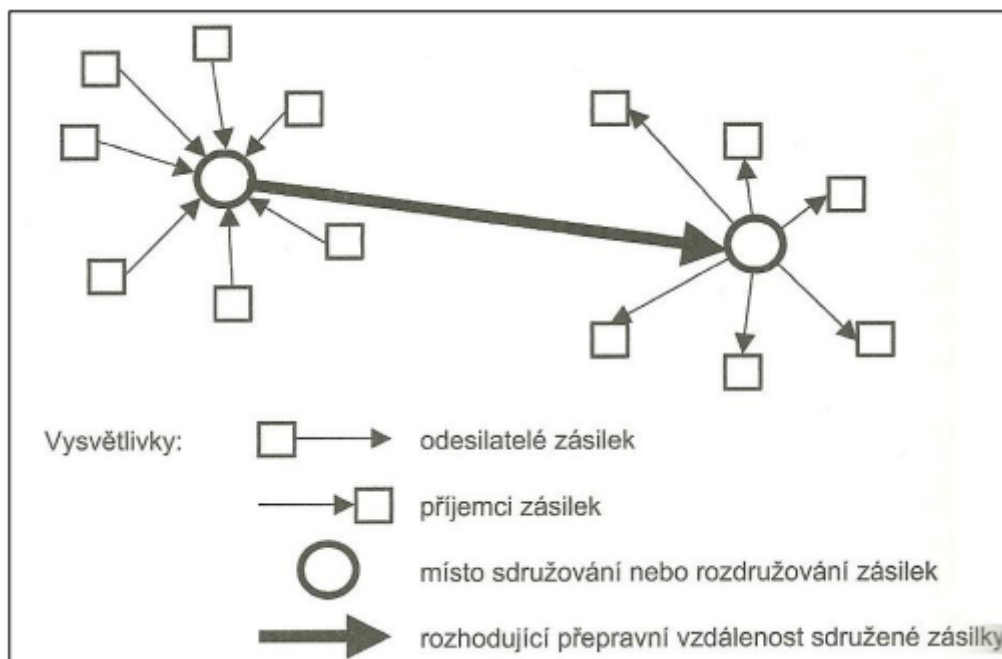 Vysvětlivky:
odesilatelé zásilek
příjemci zásilek
místo sdružování nebo rozdružování zásilek
rozhodující přepravní vzdálenost sdružené zásilky